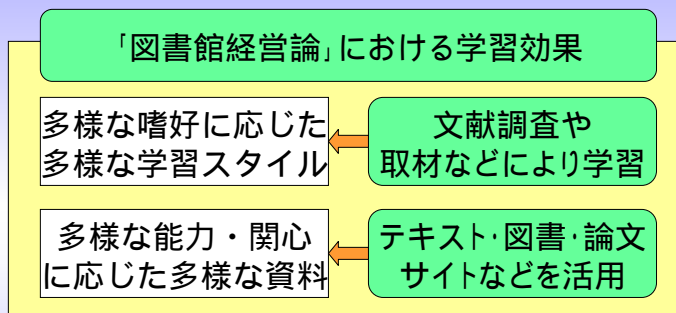 「図書館経営論」における学習効果
多様な嗜好に応じた
多様な学習スタイル
文献調査や
取材などにより学習
多様な能力・関心
に応じた多様な資料
テキスト・図書・論文
サイトなどを活用